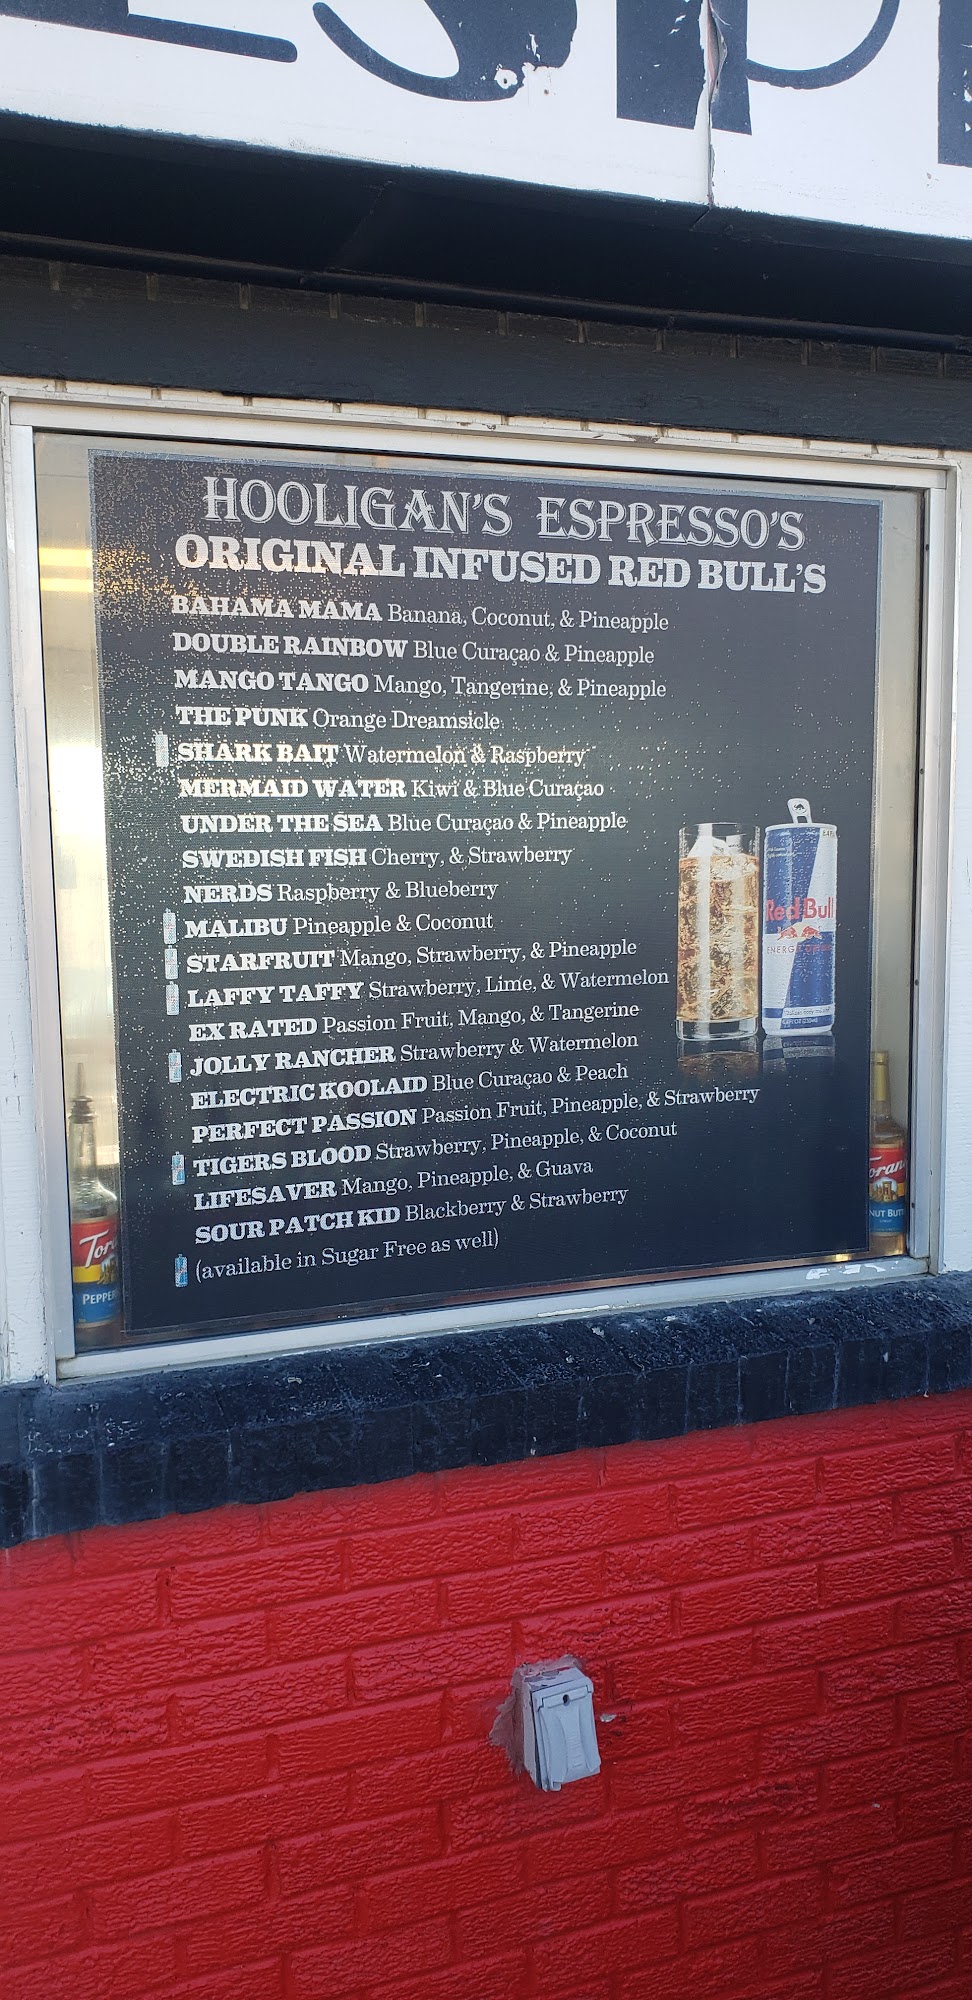 HOOLIGAN'S ESPRESSO'S
ORIGINAL INFUSED RED BULL'S
BAHAMA MAMA Banana, Coconut, & Pineapple
DOUBLE RAINBOW Blue Curaçao & Pineapple
MANGO TANGO Mango, Tangerine, & Pineapple
THE PUNK Orange Dreamsicle
SHARK BAIT Watermelon & Raspberry
MERMAID WATER Kiwi & Blue Curaçao
UNDER THE SEA Blue Curaçao & Pineapple
SWEDISH FISH Cherry, & Strawberry
NERDS Raspberry & Blueberry
MALIBU Pineapple & Coconut
STARFRUIT Mango, Strawberry, & Pineapple
LAFFY TAFFY Strawberry, Lime, & Watermelon
EX RATED Passion Fruit, Mango, & Tangerine
JOLLY RANCHER Strawberry & Watermelon
ELECTRIC KOOLAID Blue Curaçao & Peach
PERFECT PASSION Passion Fruit, Pineapple, & Strawberry
TIGERS BLOOD Strawberry, Pineapple, & Coconut
LIFESAVER Mango, Pineapple, & Guava
SOUR PATCH KID Blackberry & Strawberry
(available in Sugar Free as well)
Red Bull